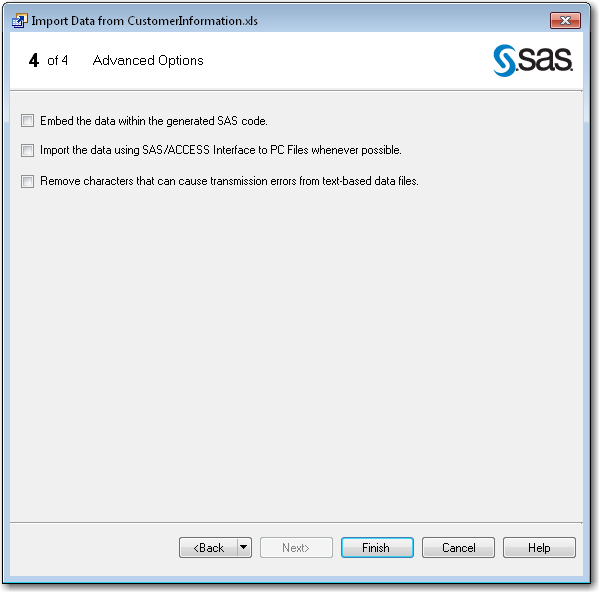 Import Data from CustomerInformation.xls
4 of 4 Advanced Options
sas.
Embed the data within the generated SAS code.
Import the data using SAS/ACCESS Interface to PC Files whenever possible.
Remove characters that can cause transmission errors from text-based data files.
<Back Next> Finish Cancel Help